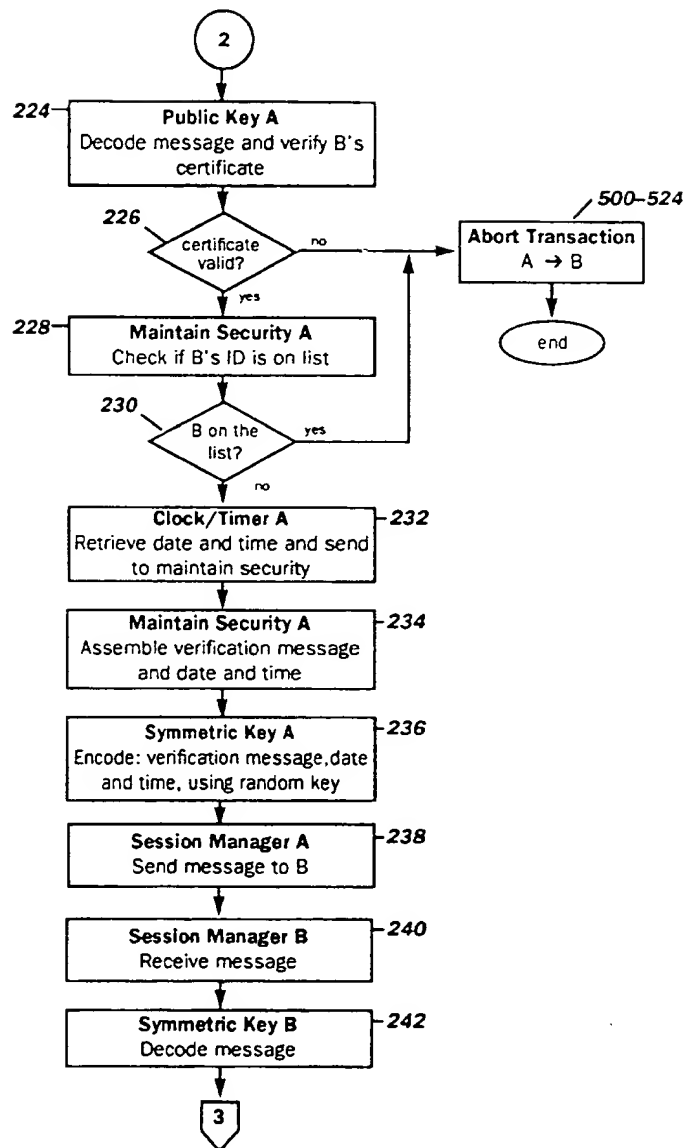 2
224
Public Key A
Decode message and verify B's
certificate
226
certificate
valid?
no
yes
500-524
Abort Transaction
A → B
end
228
Maintain Security A
Check if B's ID is on list
230
B on the
list?
yes
no
Clock/Timer A
Retrieve date and time and send
to maintain security
232
Maintain Security A
Assemble verification message
and date and time
234
Symmetric Key A
Encode: verification message,date
and time, using random key
236
Session Manager A
Send message to B
238
Session Manager B
Receive message
240
Symmetric Key B
Decode message
242
3